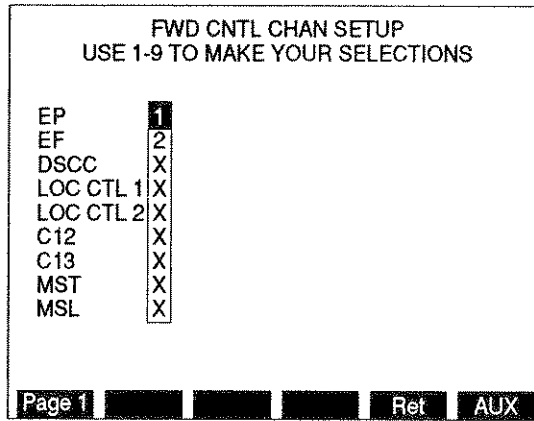 FWD CNTL CHAN SETUP
USE 1-9 TO MAKE YOUR SELECTIONS
EP 1
EF 2
DSCC X
LOC CTL 1 X
LOC CTL 2 X
C12 X
C13 X
MST X
MSL X
Page 1 Ret AUX